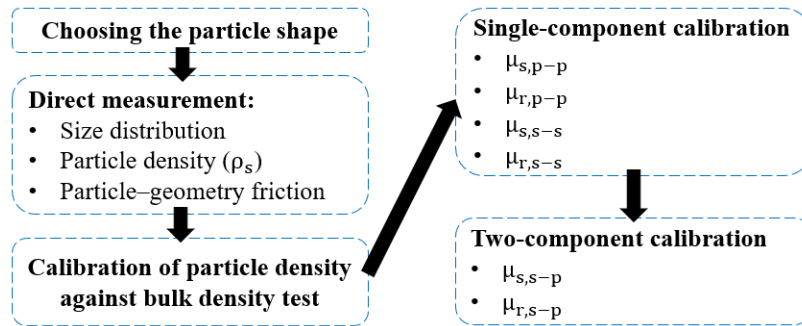 Choosing the particle shape
Direct measurement:
• Size distribution
• Particle density (ρₛ)
• Particle–geometry friction
Calibration of particle density
against bulk density test
Single-component calibration
• μₛ,ₚ₋ₚ
• μᵣ,ₚ₋ₚ
• μₛ,ₛ₋ₛ
• μᵣ,ₛ₋ₛ
Two-component calibration
• μₛ,ₛ₋ₚ
• μᵣ,ₛ₋ₚ